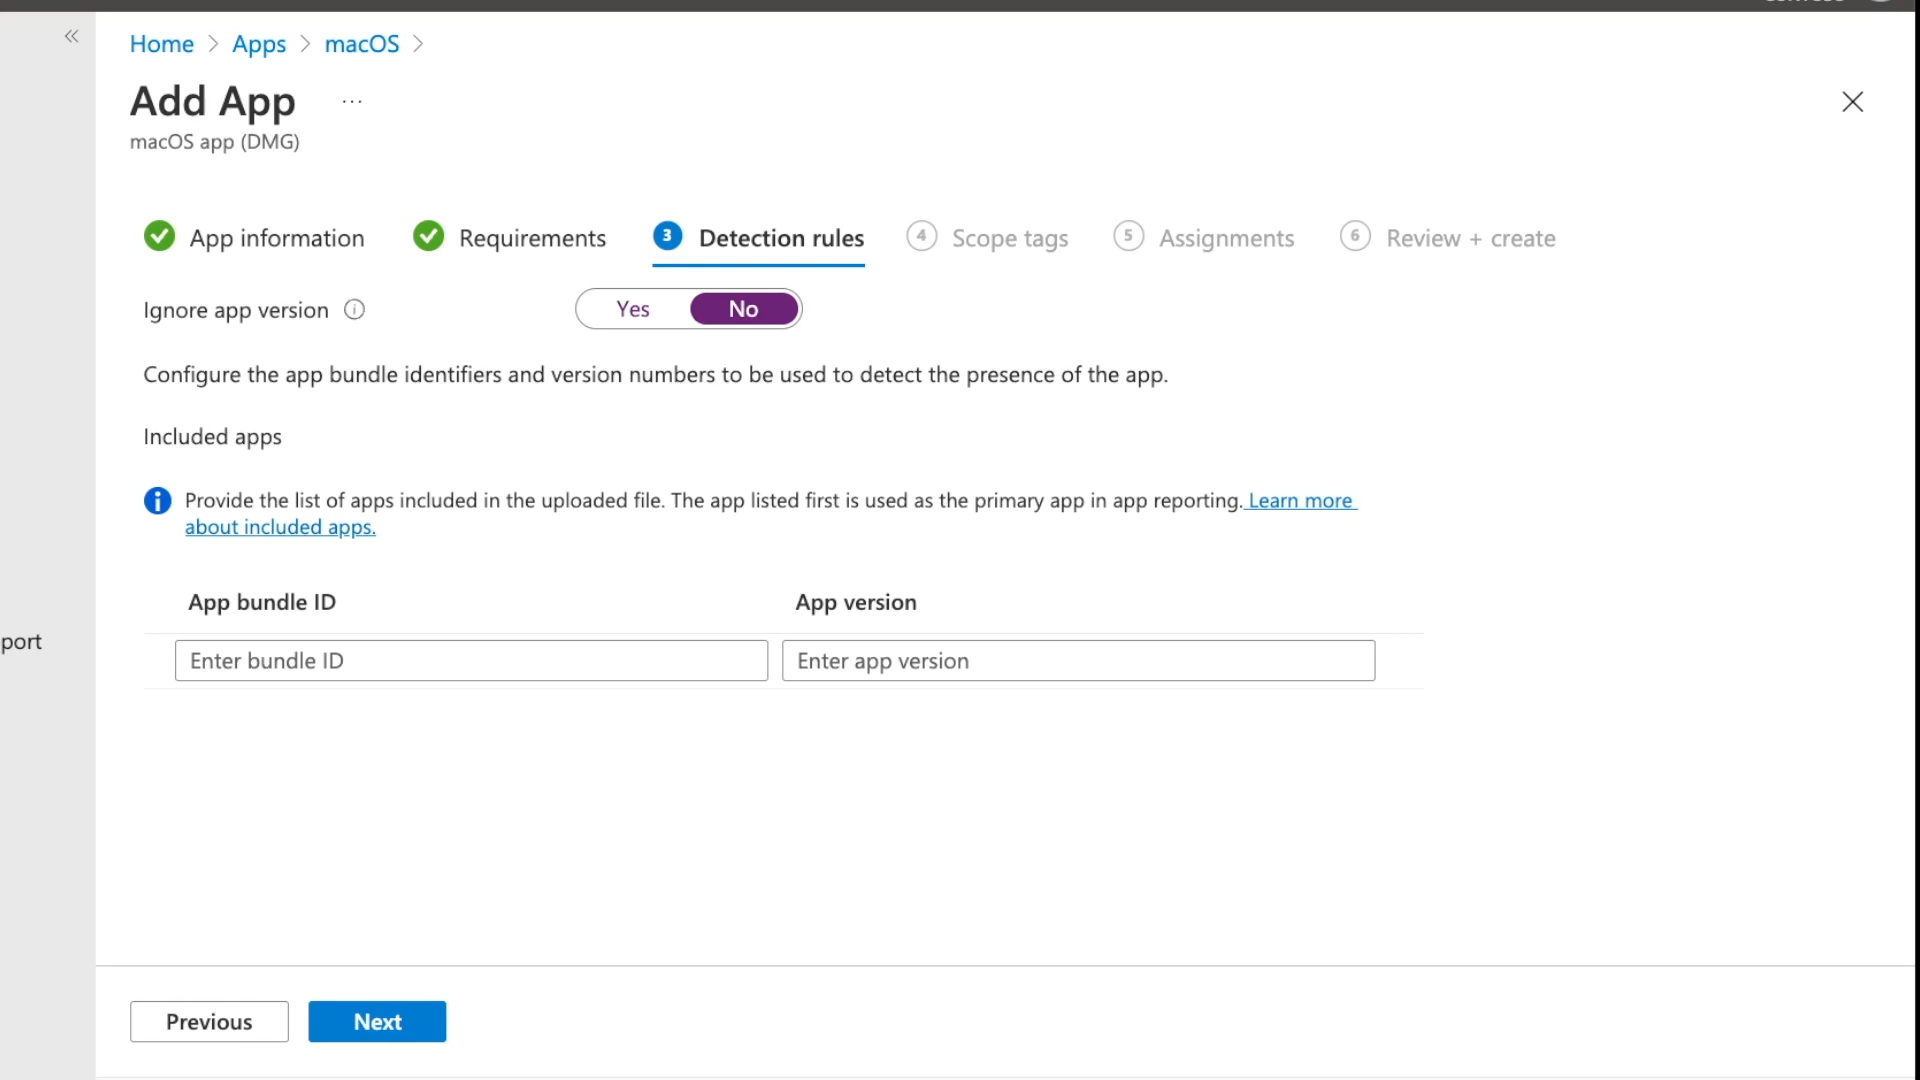 Home > Apps > macOS >
Add App ...
macOS app (DMG)
App information
Requirements
3 Detection rules
4 Scope tags
5 Assignments
6 Review + create
Ignore app version
Yes No
Configure the app bundle identifiers and version numbers to be used to detect the presence of the app.
Included apps
Provide the list of apps included in the uploaded file. The app listed first is used as the primary app in app reporting. Learn more
about included apps.
App bundle ID App version
port
Enter bundle ID Enter app version
Previous Next